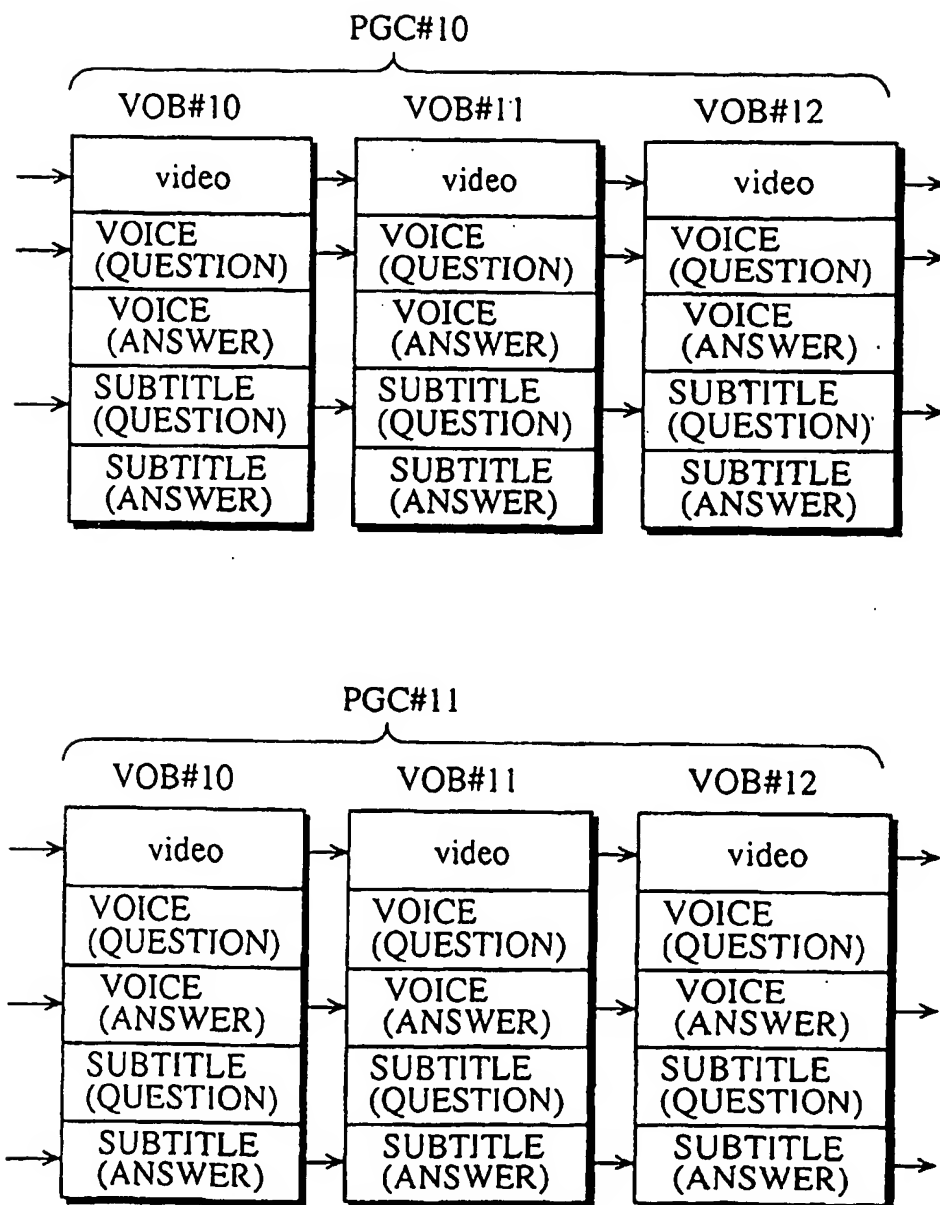 PGC#10
VOB#10 VOB#11 VOB#12
video video video
VOICE VOICE VOICE
(QUESTION) (QUESTION) (QUESTION)
VOICE VOICE VOICE
(ANSWER) (ANSWER) (ANSWER)
SUBTITLE SUBTITLE SUBTITLE
(QUESTION) (QUESTION) (QUESTION)
SUBTITLE SUBTITLE SUBTITLE
(ANSWER) (ANSWER) (ANSWER)
PGC#11
VOB#10 VOB#11 VOB#12
video video video
VOICE VOICE VOICE
(QUESTION) (QUESTION) (QUESTION)
VOICE VOICE VOICE
(ANSWER) (ANSWER) (ANSWER)
SUBTITLE SUBTITLE SUBTITLE
(QUESTION) (QUESTION) (QUESTION)
SUBTITLE SUBTITLE SUBTITLE
(ANSWER) (ANSWER) (ANSWER)